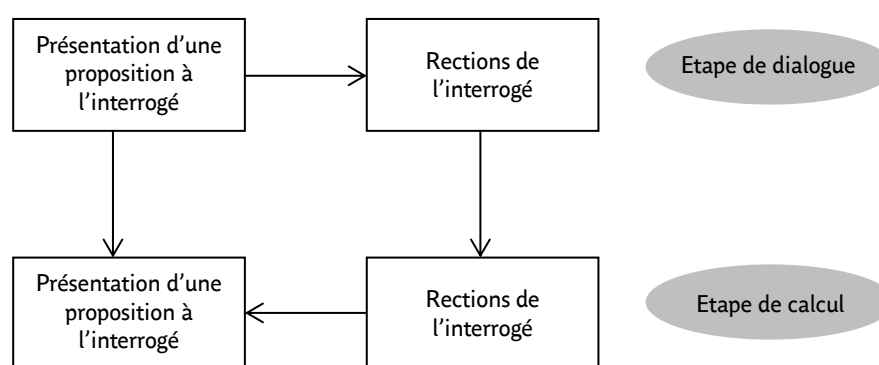 Présentation d'une
proposition à
l'interrogé
Rections de
l'interrogé
Etape de dialogue
Présentation d'une
proposition à
l'interrogé
Rections de
l'interrogé
Etape de calcul